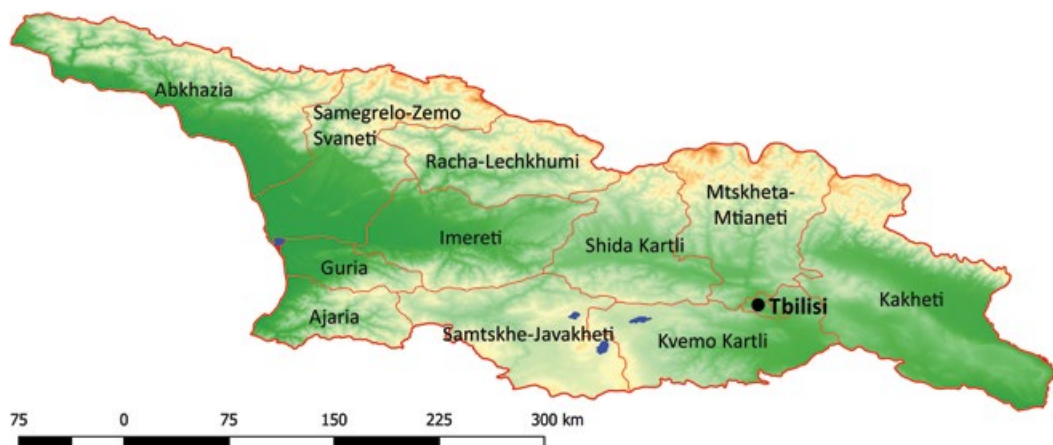 Abkhazia
Samegrelo-Zemo
Svaneti
Racha-Lechkhumi
Mtskheta-
Mtianeti
Imereti
Shida Kartli
Guria
Kakheti
Tbilisi
Ajaria
Samtskhe-Javakheti
Kvemo Kartli
75 0 75 150 225 300 km